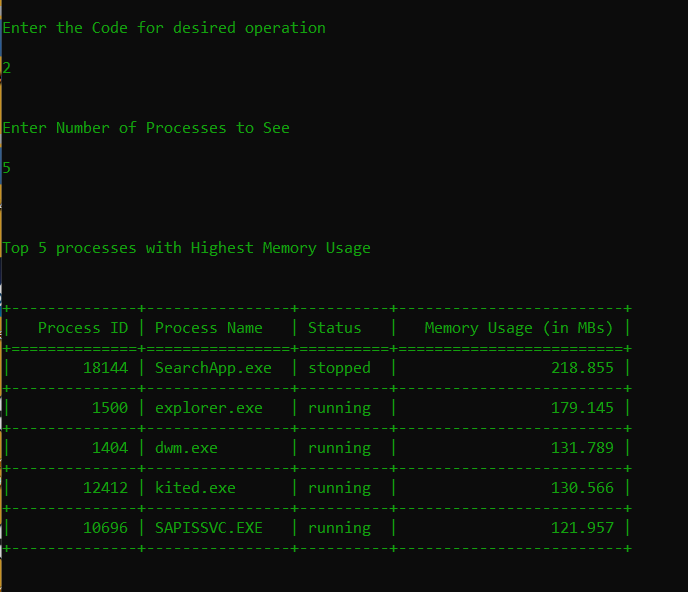 Enter the Code for desired operation
2
Enter Number of Processes to See
5
Top 5 processes with Highest Memory Usage
+--------------+----------------+----------+-------------------------+
|   Process ID | Process Name   | Status   |   Memory Usage (in MBs) |
+==============+================+==========+=========================+
|        18144 | SearchApp.exe  | stopped  |                 218.855 |
+--------------+----------------+----------+-------------------------+
|         1500 | explorer.exe   | running  |                 179.145 |
+--------------+----------------+----------+-------------------------+
|         1404 | dwm.exe        | running  |                 131.789 |
+--------------+----------------+----------+-------------------------+
|        12412 | kited.exe      | running  |                 130.566 |
+--------------+----------------+----------+-------------------------+
|        10696 | SAPISSVC.EXE   | running  |                 121.957 |
+--------------+----------------+----------+-------------------------+